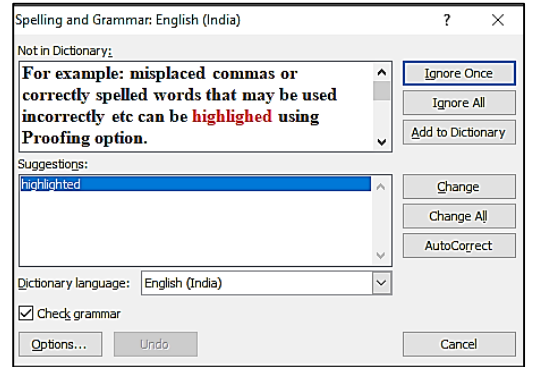 Spelling and Grammar: English (India) ? ×
Not in Dictionary:
For example: misplaced commas or
correctly spelled words that may be used
incorrectly etc can be highlighed using
Proofing option.
Ignore Once
Ignore All
Add to Dictionary
Suggestions:
highlighted
Change
Change All
AutoCorrect
Dictionary language: English (India)
Check grammar
Options... Undo Cancel